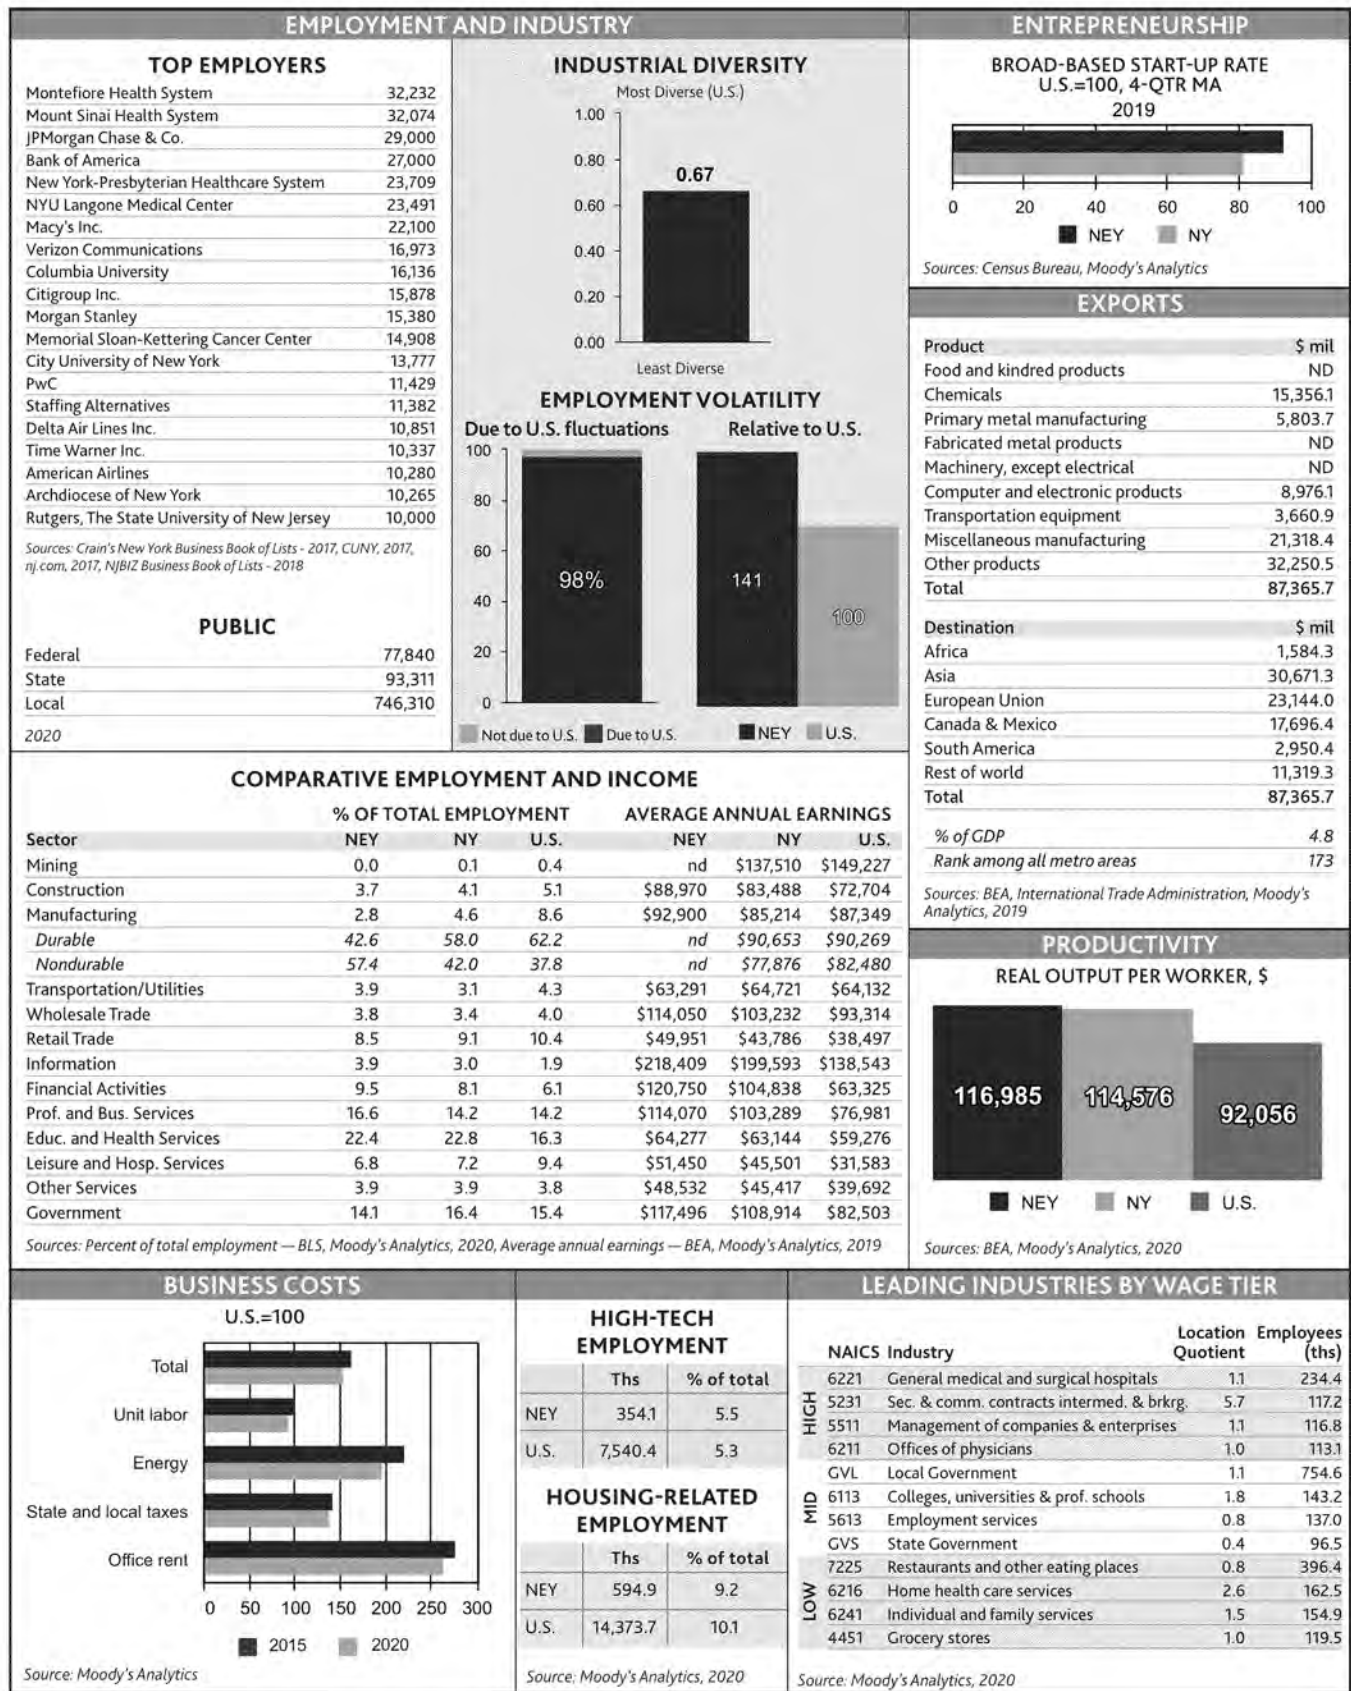 EMPLOYMENT AND INDUSTRY
TOP EMPLOYERS
Montefiore Health System 32,232
Mount Sinai Health System 32,074
JPMorgan Chase & Co. 29,000
Bank of America 27,000
New York-Presbyterian Healthcare System 23,709
NYU Langone Medical Center 23,491
Macy's Inc. 22,100
Verizon Communications 16,973
Columbia University 16,136
Citigroup Inc. 15,878
Morgan Stanley 15,380
Memorial Sloan-Kettering Cancer Center 14,908
City University of New York 13,777
PwC 11,429
Staffing Alternatives 11,382
Delta Air Lines Inc. 10,851
Time Warner Inc. 10,337
American Airlines 10,280
Archdiocese of New York 10,265
Rutgers, The State University of New Jersey 10,000
Sources: Crain's New York Business Book of Lists - 2017, CUNY, 2017,
nj.com, 2017, NJBIZ Business Book of Lists - 2018
PUBLIC
Federal 77,840
State 93,311
Local 746,310
2020
INDUSTRIAL DIVERSITY
Most Diverse (U.S.)
1.00
0.80
0.67
0.60
0.40
0.20
0.00
Least Diverse
EMPLOYMENT VOLATILITY
Due to U.S. fluctuations Relative to U.S.
100
80
60
98% 141
40
100
20
0
Not due to U.S. Due to U.S. NEY U.S.
ENTREPRENEURSHIP
BROAD-BASED START-UP RATE
U.S.=100, 4-QTR MA
2019
0 20 40 60 80 100
NEY NY
Sources: Census Bureau, Moody's Analytics
EXPORTS
Product $ mil
Food and kindred products ND
Chemicals 15,356.1
Primary metal manufacturing 5,803.7
Fabricated metal products ND
Machinery, except electrical ND
Computer and electronic products 8,976.1
Transportation equipment 3,660.9
Miscellaneous manufacturing 21,318.4
Other products 32,250.5
Total 87,365.7
Destination $ mil
Africa 1,584.3
Asia 30,671.3
European Union 23,144.0
Canada & Mexico 17,696.4
South America 2,950.4
Rest of world 11,319.3
Total 87,365.7
% of GDP 4.8
Rank among all metro areas 173
Sources: BEA, International Trade Administration, Moody's
Analytics, 2019
COMPARATIVE EMPLOYMENT AND INCOME
% OF TOTAL EMPLOYMENT AVERAGE ANNUAL EARNINGS
Sector NEY NY U.S. NEY NY U.S.
Mining 0.0 0.1 0.4 nd $137,510 $149,227
Construction 3.7 4.1 5.1 $88,970 $83,488 $72,704
Manufacturing 2.8 4.6 8.6 $92,900 $85,214 $87,349
Durable 42.6 58.0 62.2 nd $90,653 $90,269
Nondurable 57.4 42.0 37.8 nd $77,876 $82,480
Transportation/Utilities 3.9 3.1 4.3 $63,291 $64,721 $64,132
Wholesale Trade 3.8 3.4 4.0 $114,050 $103,232 $93,314
Retail Trade 8.5 9.1 10.4 $49,951 $43,786 $38,497
Information 3.9 3.0 1.9 $218,409 $199,593 $138,543
Financial Activities 9.5 8.1 6.1 $120,750 $104,838 $63,325
Prof. and Bus. Services 16.6 14.2 14.2 $114,070 $103,289 $76,981
Educ. and Health Services 22.4 22.8 16.3 $64,277 $63,144 $59,276
Leisure and Hosp. Services 6.8 7.2 9.4 $51,450 $45,501 $31,583
Other Services 3.9 3.9 3.8 $48,532 $45,417 $39,692
Government 14.1 16.4 15.4 $117,496 $108,914 $82,503
Sources: Percent of total employment — BLS, Moody's Analytics, 2020, Average annual earnings — BEA, Moody's Analytics, 2019
PRODUCTIVITY
REAL OUTPUT PER WORKER, $
116,985 114,576 92,056
NEY NY U.S.
Sources: BEA, Moody's Analytics, 2020
BUSINESS COSTS
U.S.=100
Total
Unit labor
Energy
State and local taxes
Office rent
0 50 100 150 200 250 300
2015 2020
Source: Moody's Analytics
HIGH-TECH
EMPLOYMENT
Ths % of total
NEY 354.1 5.5
U.S. 7,540.4 5.3
HOUSING-RELATED
EMPLOYMENT
Ths % of total
NEY 594.9 9.2
U.S. 14,373.7 10.1
Source: Moody's Analytics, 2020
LEADING INDUSTRIES BY WAGE TIER
Location Employees
NAICS Industry Quotient (ths)
HIGH
6221 General medical and surgical hospitals 1.1 234.4
5231 Sec. & comm. contracts intermed. & brkrg. 5.7 117.2
5511 Management of companies & enterprises 1.1 116.8
6211 Offices of physicians 1.0 113.1
MID
GVL Local Government 1.1 754.6
6113 Colleges, universities & prof. schools 1.8 143.2
5613 Employment services 0.8 137.0
GVS State Government 0.4 96.5
LOW
7225 Restaurants and other eating places 0.8 396.4
6216 Home health care services 2.6 162.5
6241 Individual and family services 1.5 154.9
4451 Grocery stores 1.0 119.5
Source: Moody's Analytics, 2020